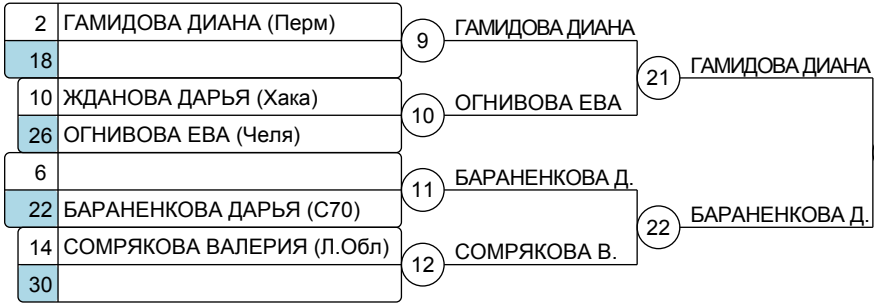 2 ГАМИДОВА ДИАНА (Перм)
18
9 ГАМИДОВА ДИАНА
10 ЖДАНОВА ДАРЬЯ (Хака)
26 ОГНИВОВА ЕВА (Челя)
10 ОГНИВОВА ЕВА
21 ГАМИДОВА ДИАНА
6
22 БАРАНЕНКОВА ДАРЬЯ (С70)
11 БАРАНЕНКОВА Д.
14 СОМРЯКОВА ВАЛЕРИЯ (Л.Обл)
30
12 СОМРЯКОВА В.
22 БАРАНЕНКОВА Д.